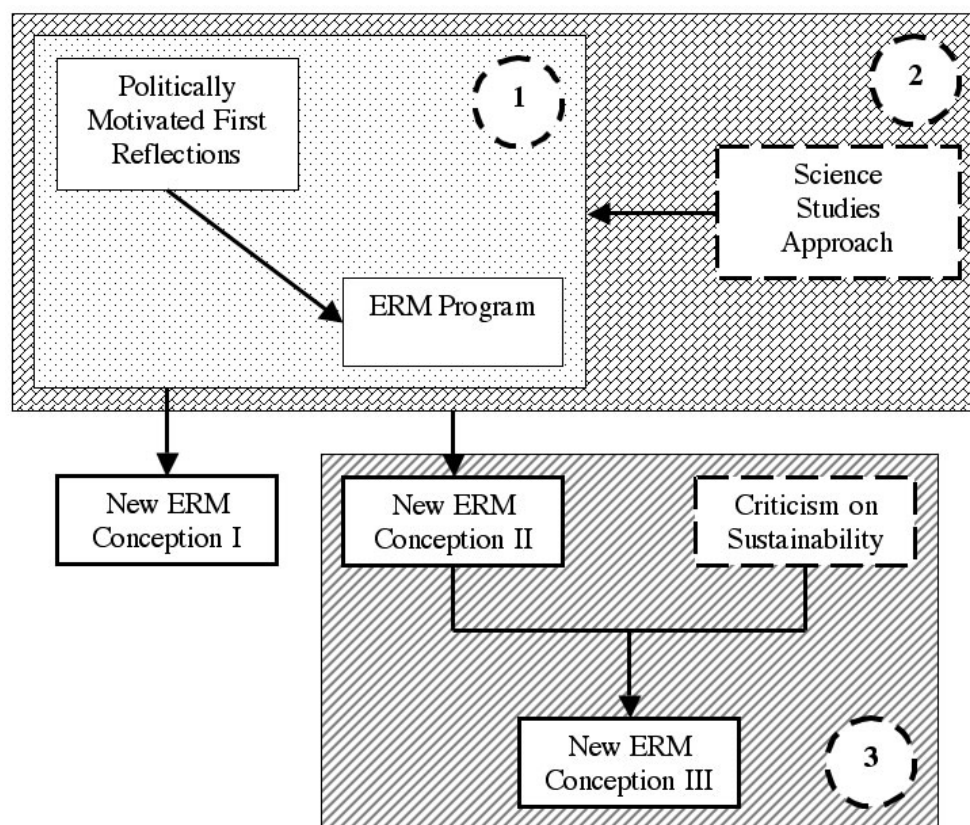 Politically
Motivated First
Reflections
1
2
Science
Studies
Approach
ERM Program
New ERM
Conception I
New ERM
Conception II
Criticism on
Sustainability
New ERM
Conception III
3